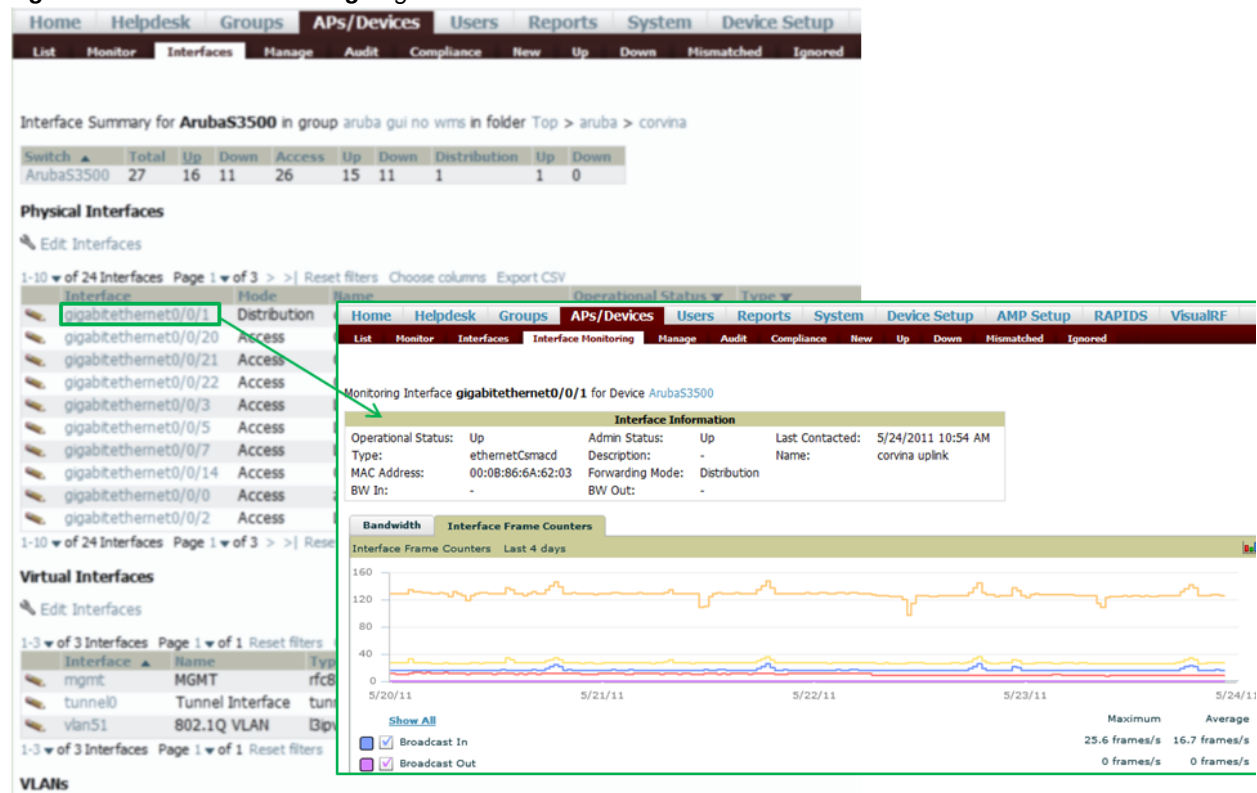 Home Helpdesk Groups APs/Devices Users Reports System Device Setup
List Monitor Interfaces Manage Audit Compliance New Up Down Mismatched Ignored
Interface Summary for ArubaS3500 in group aruba gui no wms in folder Top > aruba > corvina
Switch ▲ Total Up Down Access Up Down Distribution Up Down
ArubaS3500 27 16 11 26 15 11 1 1 0
Physical Interfaces
Edit Interfaces
1-10 ▼ of 24 Interfaces Page 1 ▼ of 3 > >| Reset filters Choose columns Export CSV
Interface Mode Name Operational Status ▼ Type ▼
gigabitethernet0/0/1 Distribution
gigabitethernet0/0/20 Access
gigabitethernet0/0/21 Access
gigabitethernet0/0/22 Access
gigabitethernet0/0/3 Access
gigabitethernet0/0/5 Access
gigabitethernet0/0/7 Access
gigabitethernet0/0/14 Access
gigabitethernet0/0/0 Access
gigabitethernet0/0/2 Access
1-10 ▼ of 24 Interfaces Page 1 ▼ of 3 > >|
Virtual Interfaces
Edit Interfaces
1-3 ▼ of 3 Interfaces Page 1 ▼ of 1 Reset filters
Interface ▲ Name
mgmt MGMT
tunnel0 Tunnel Interface
vlan51 802.1Q VLAN
1-3 ▼ of 3 Interfaces Page 1 ▼ of 1 Reset filters
VLANs
Home Helpdesk Groups APs/Devices Users Reports System Device Setup AMP Setup RAPIDS VisualRF
List Monitor Interfaces Interface Monitoring Manage Audit Compliance New Up Down Mismatched Ignored
Monitoring Interface gigabitethernet0/0/1 for Device ArubaS3500
Interface Information
Operational Status: Up Admin Status: Up Last Contacted: 5/24/2011 10:54 AM
Type: ethernetCsmacd Description: - Name: corvina uplink
MAC Address: 00:0B:86:6A:62:03 Forwarding Mode: Distribution
BW In: - BW Out: -
Bandwidth Interface Frame Counters
Interface Frame Counters Last 4 days
160
120
80
40
0
5/20/11 5/21/11 5/22/11 5/23/11 5/24/11
Show All Maximum Average
Broadcast In 25.6 frames/s 16.7 frames/s
Broadcast Out 0 frames/s 0 frames/s